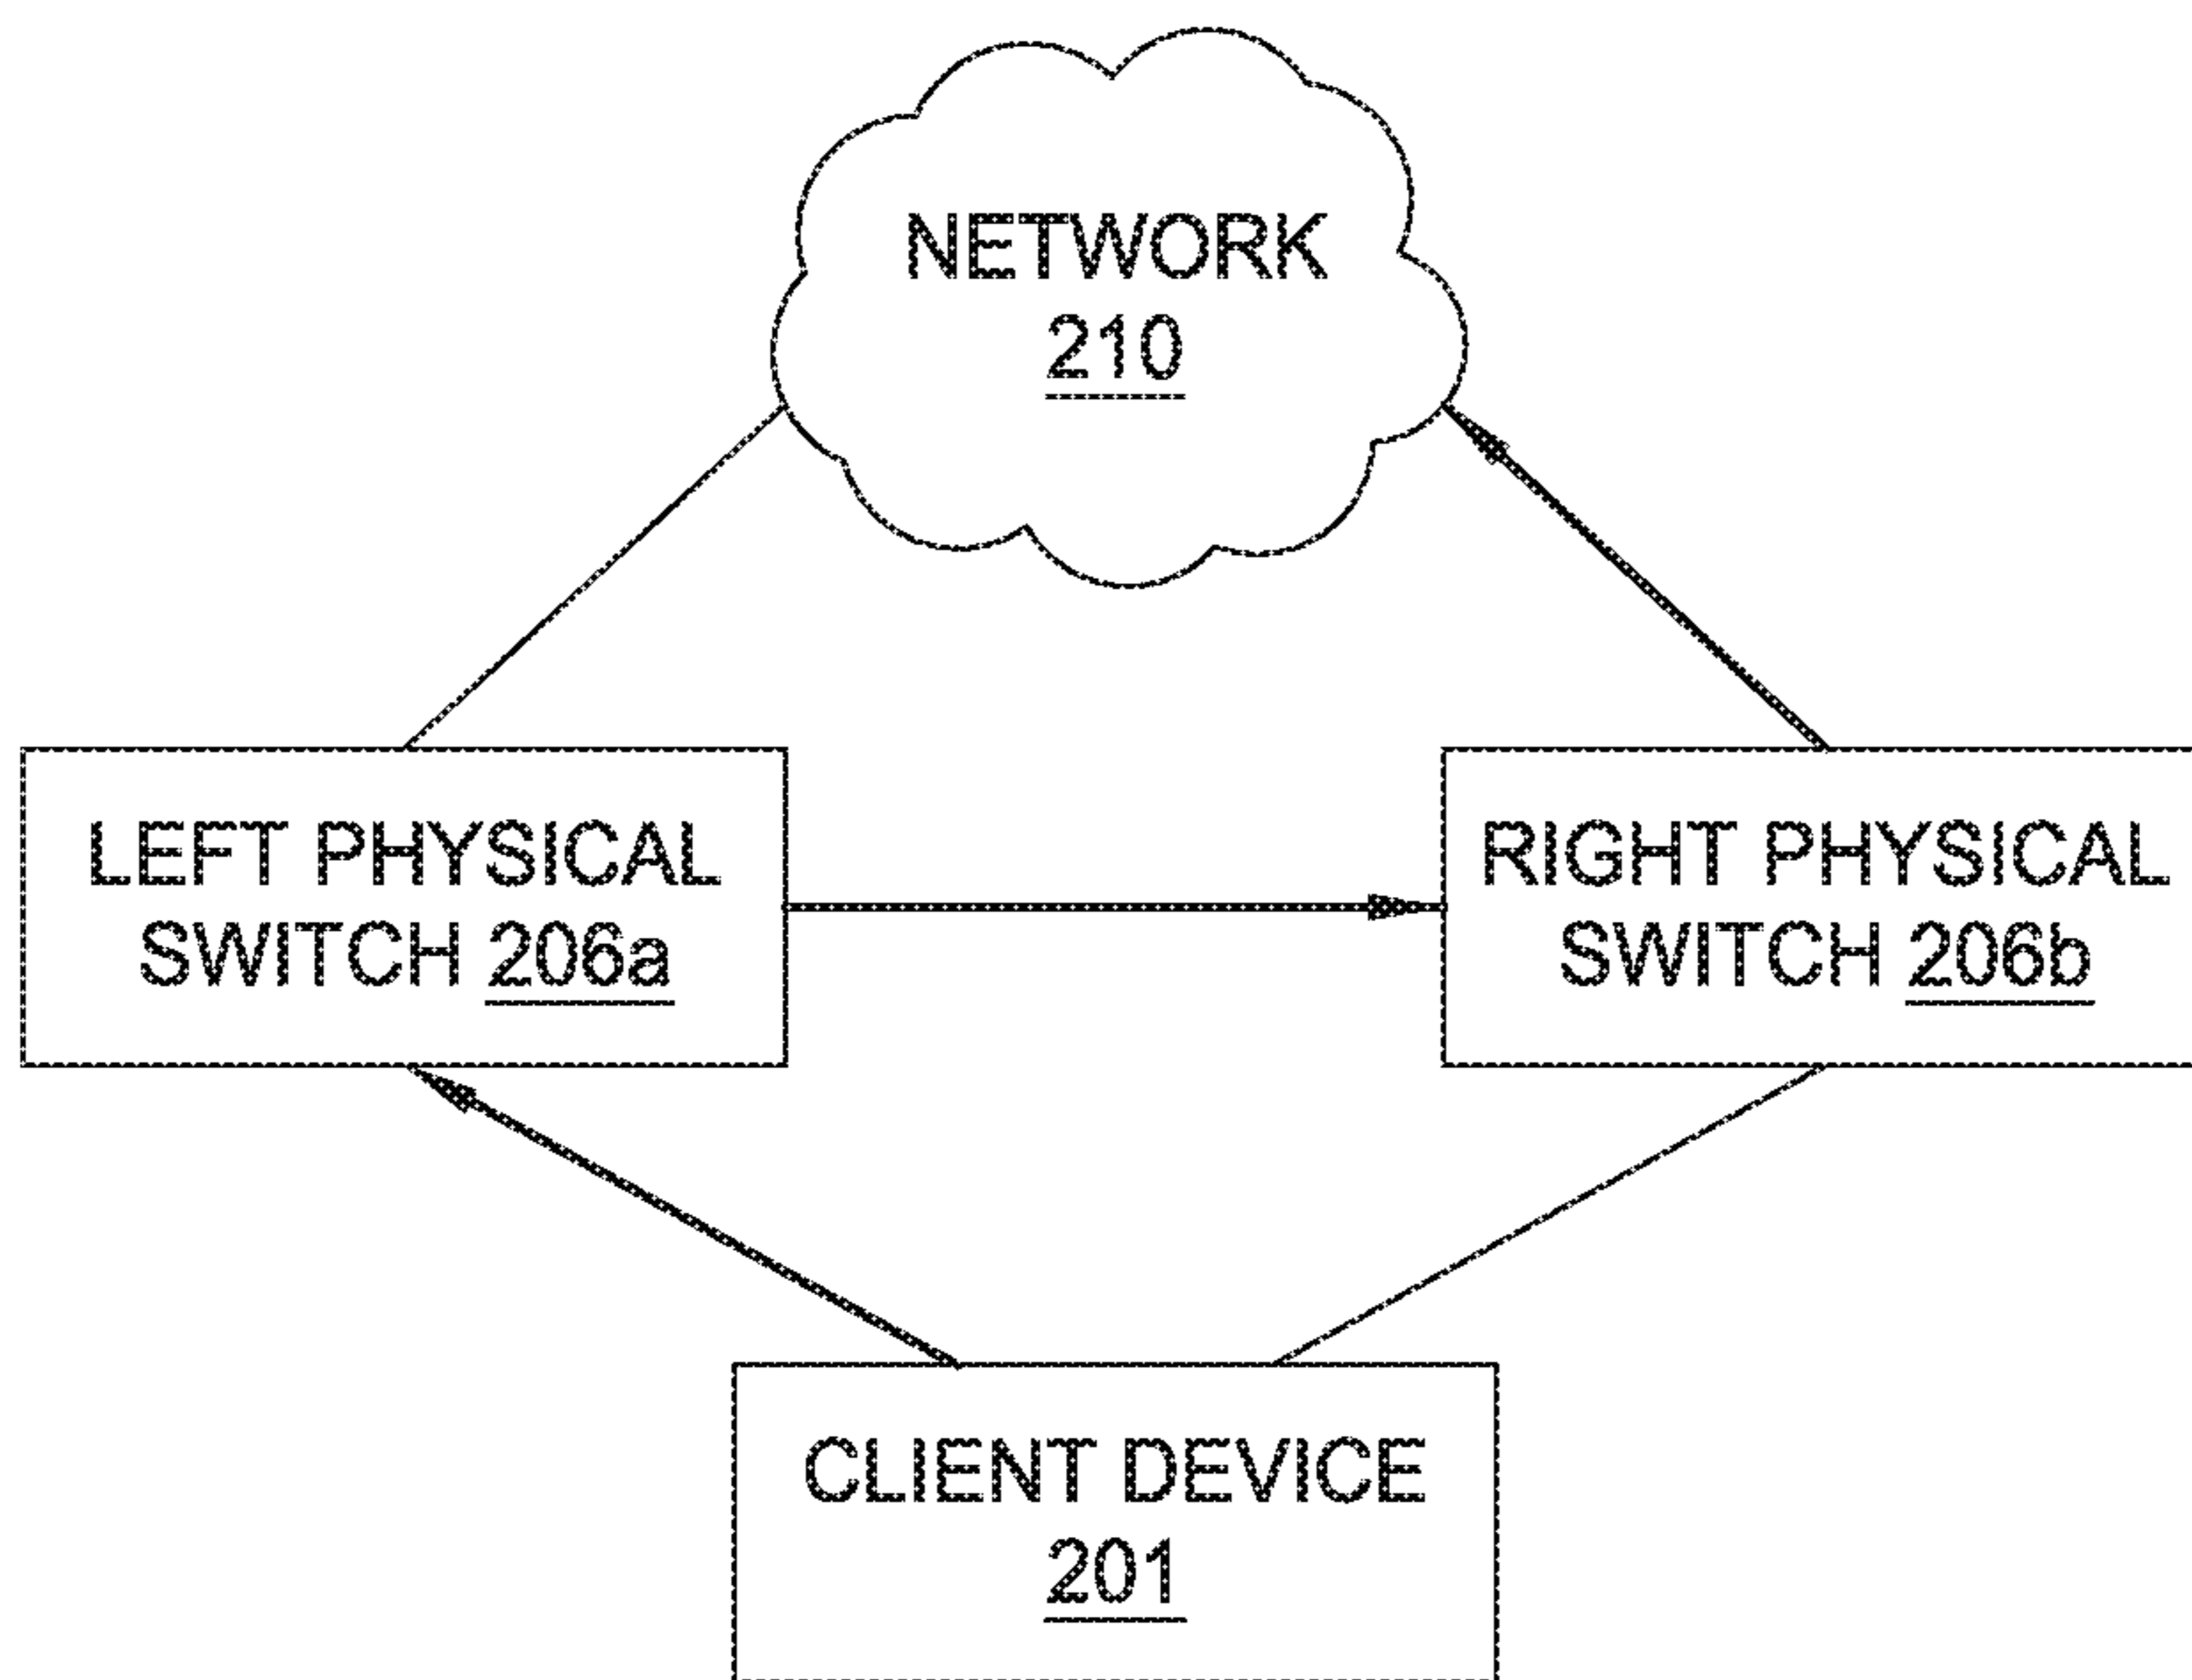 NETWORK
210
LEFT PHYSICAL
SWITCH 206a
RIGHT PHYSICAL
SWITCH 206b
CLIENT DEVICE
201